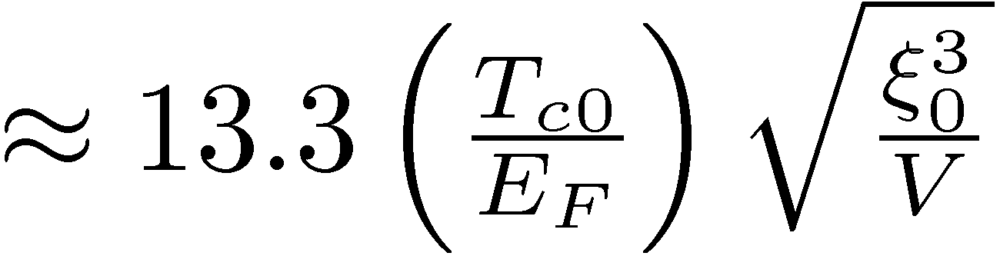 ≈ 13.3 (T_{c0}/E_F) √(ξ_0^3/V)